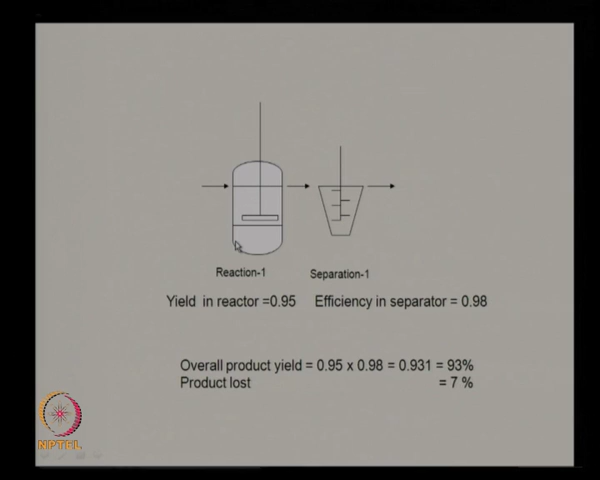 Reaction-1 Separation-1
Yield in reactor =0.95 Efficiency in separator = 0.98
Overall product yield = 0.95 x 0.98 = 0.931 = 93%
Product lost = 7 %
NPTEL